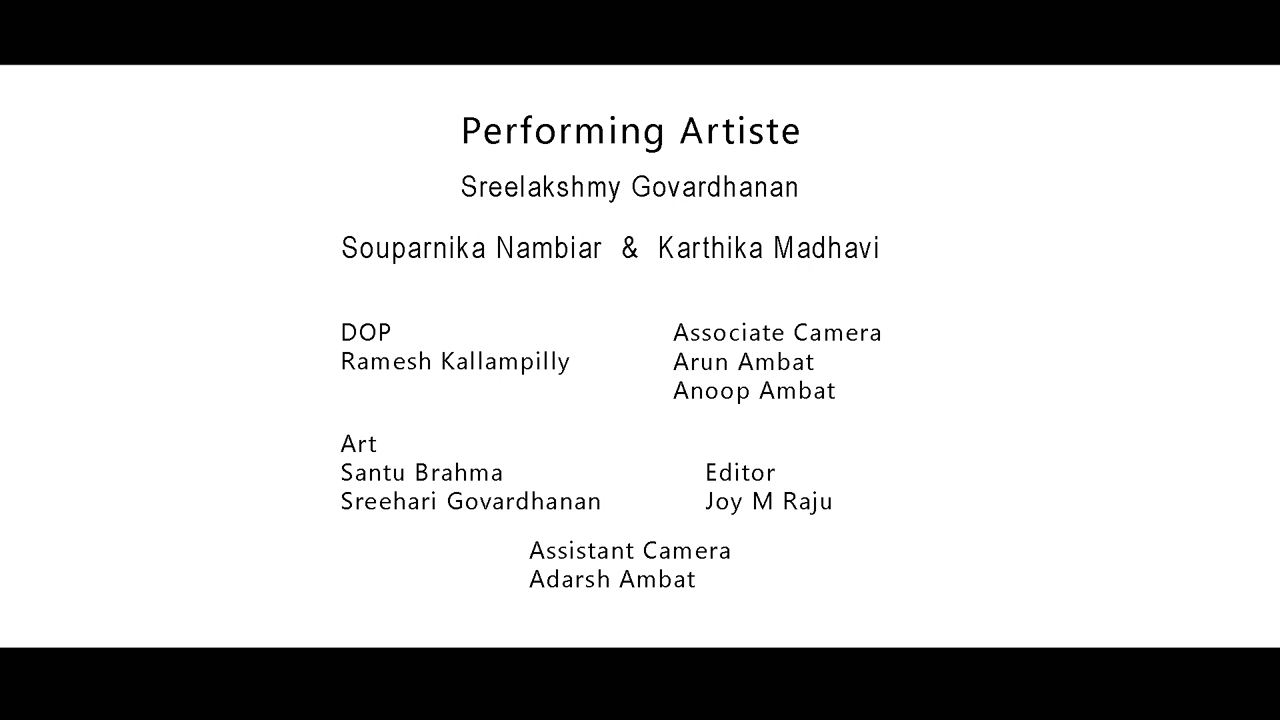 Performing Artiste
Sreelakshmy Govardhanan
Souparnika Nambiar & Karthika Madhavi
DOP
Ramesh Kallampilly
Associate Camera
Arun Ambat
Anoop Ambat
Art
Santu Brahma
Sreehari Govardhanan
Editor
Joy M Raju
Assistant Camera
Adarsh Ambat